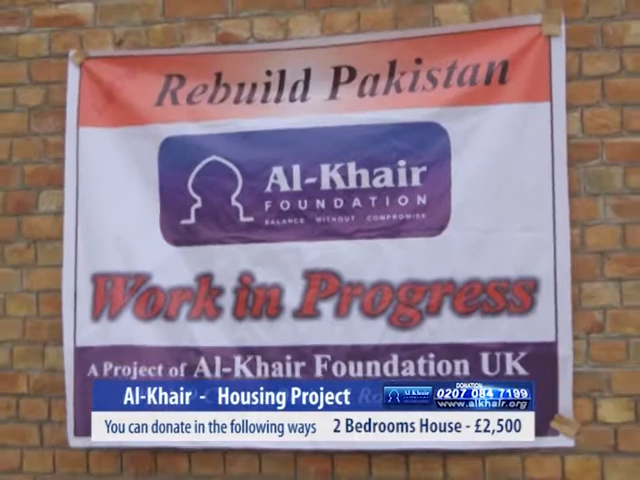 Rebuild Pakistan
Al-Khair
FOUNDATION
BALANCE WITHOUT COMPROMISE
Work in Progress
A Project of Al-Khair Foundation UK
Al-Khair - Housing Project
DONATION
0207 084 7199
www.alkhair.org
You can donate in the following ways 2 Bedrooms House - £2,500